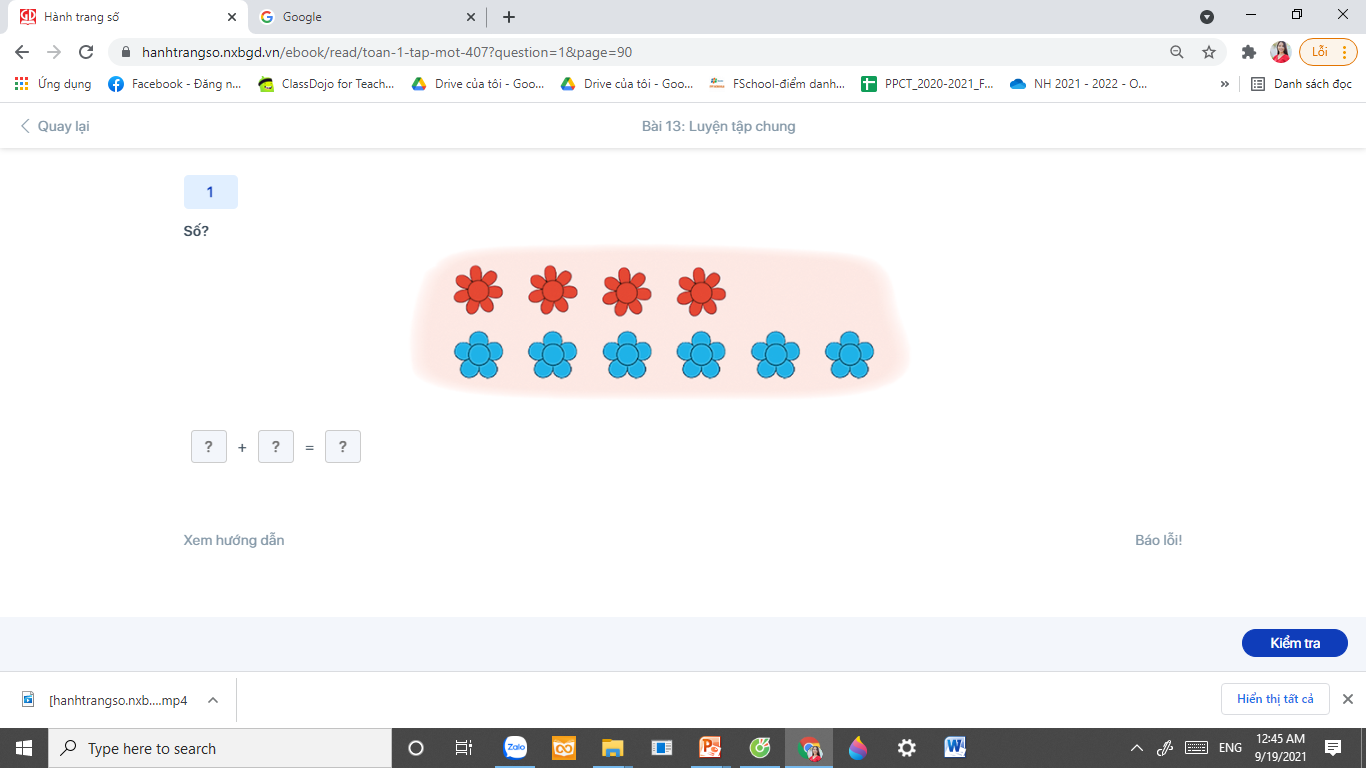 Hành trang số
Google
hanhtrangso.nxbgd.vn/ebook/read/toan-1-tap-mot-407?question=1&page=90
Lỗi
Ứng dụng
Facebook - Đăng n...
ClassDojo for Teach...
Drive của tôi - Goo...
Drive của tôi - Goo...
FSchool-điểm danh...
PPCT_2020-2021_F...
NH 2021 - 2022 - O...
»
Danh sách đọc
Quay lại
Bài 13: Luyện tập chung
1
Số?
? + ? = ?
Xem hướng dẫn
Báo lỗi!
Kiểm tra
[hanhtrangso.nxb....mp4
Hiển thị tất cả
Type here to search
Zalo
ENG
12:45 AM
9/19/2021